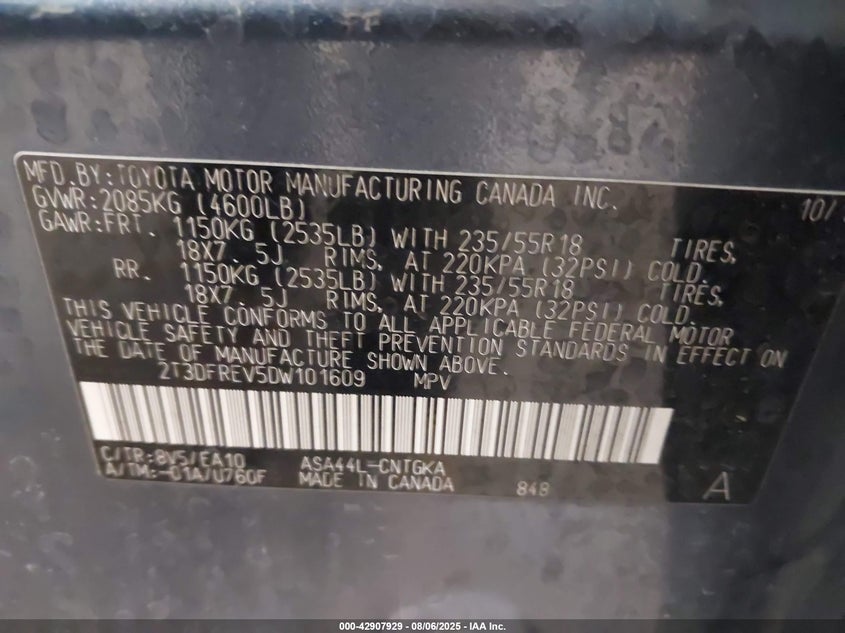 MFD. BY: TOYOTA MOTOR MANUFACTURING CANADA INC. 10/
GVWR: 2085KG (4600LB)
GAWR: FRT. 1150KG (2535LB) WITH 235/55R18 TIRES,
18X7. 5J RIMS, AT 220KPA (32PSI) COLD,
RR. 1150KG (2535LB) WITH 235/55R18 TIRES,
18X7. 5J RIMS, AT 220KPA (32PSI) COLD.
THIS VEHICLE CONFORMS TO ALL APPLICABLE FEDERAL MOTOR
VEHICLE SAFETY AND THEFT PREVENTION STANDARDS IN EFFECT ON
THE DATE OF MANUFACTURE SHOWN ABOVE.
2T3DFREV5DW101609 MPV
C/TR: 8V5/EA10 ASA44L-CNTGKA
A/TM: -01A/U760F MADE IN CANADA 848 A
000-42907929 - 08/06/2025 - IAA Inc.